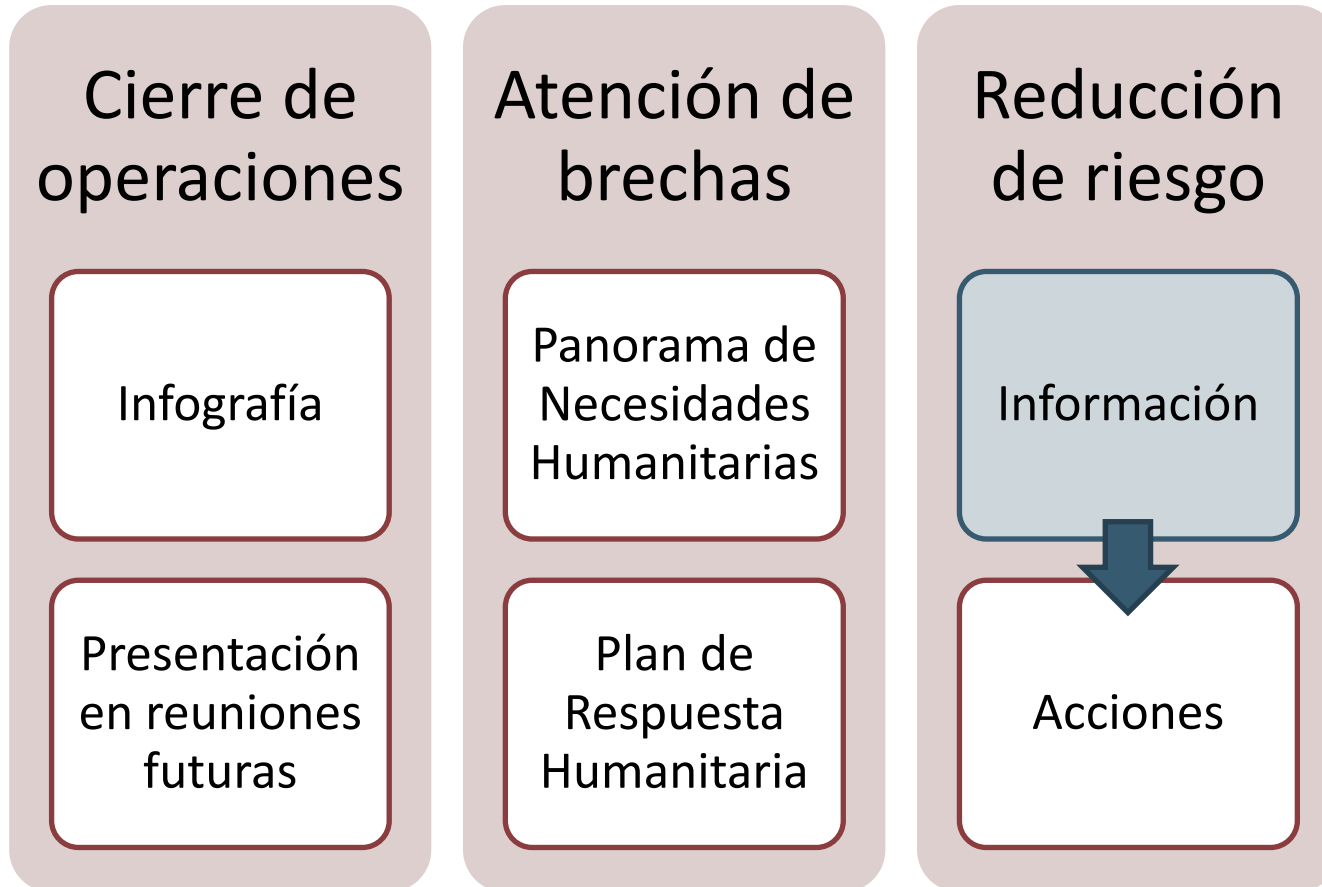 Cierre de
operaciones
Infografía
Presentación
en reuniones
futuras
Atención de
brechas
Panorama de
Necesidades
Humanitarias
Plan de
Respuesta
Humanitaria
Reducción
de riesgo
Información
Acciones